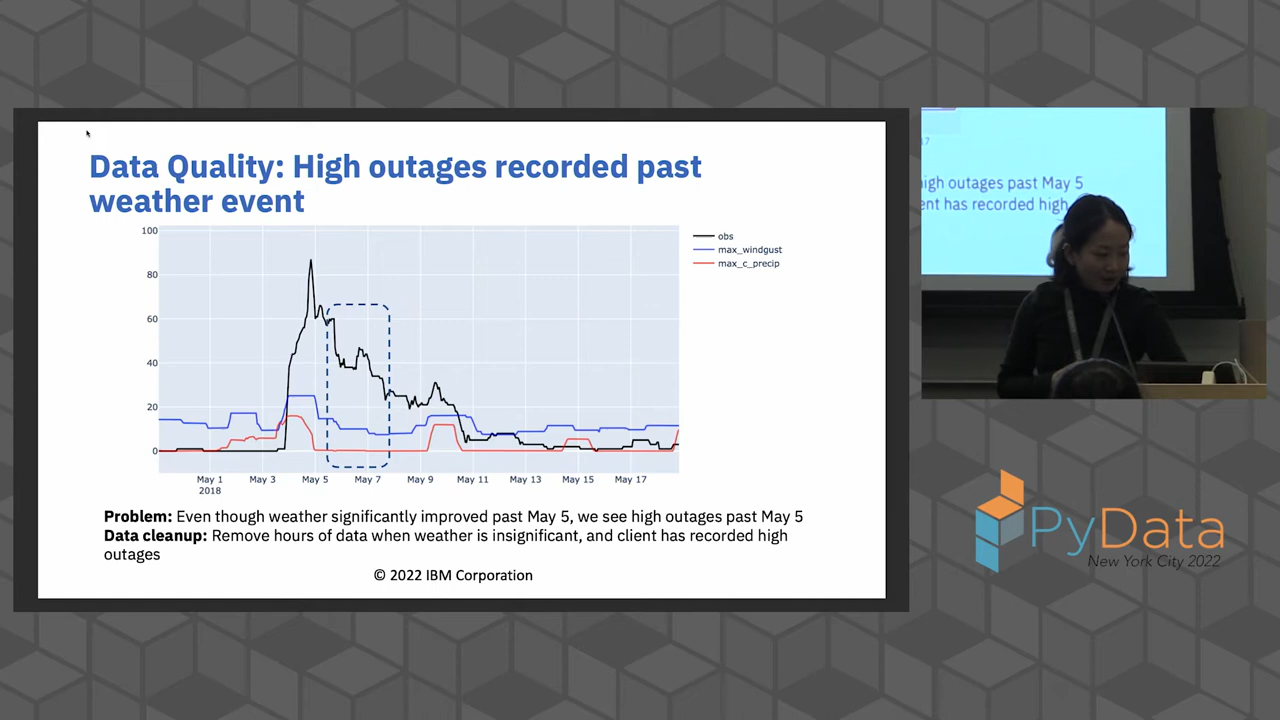 Data Quality: High outages recorded past
weather event
100
80
60
40
20
0
May 1
2018
May 3
May 5
May 7
May 9
May 11
May 13
May 15
May 17
obs
max_windgust
max_c_precip
Problem: Even though weather significantly improved past May 5, we see high outages past May 5
Data cleanup: Remove hours of data when weather is insignificant, and client has recorded high
outages
© 2022 IBM Corporation
17
high outages past May 5
ent has recorded high
PyData
New York City 2022